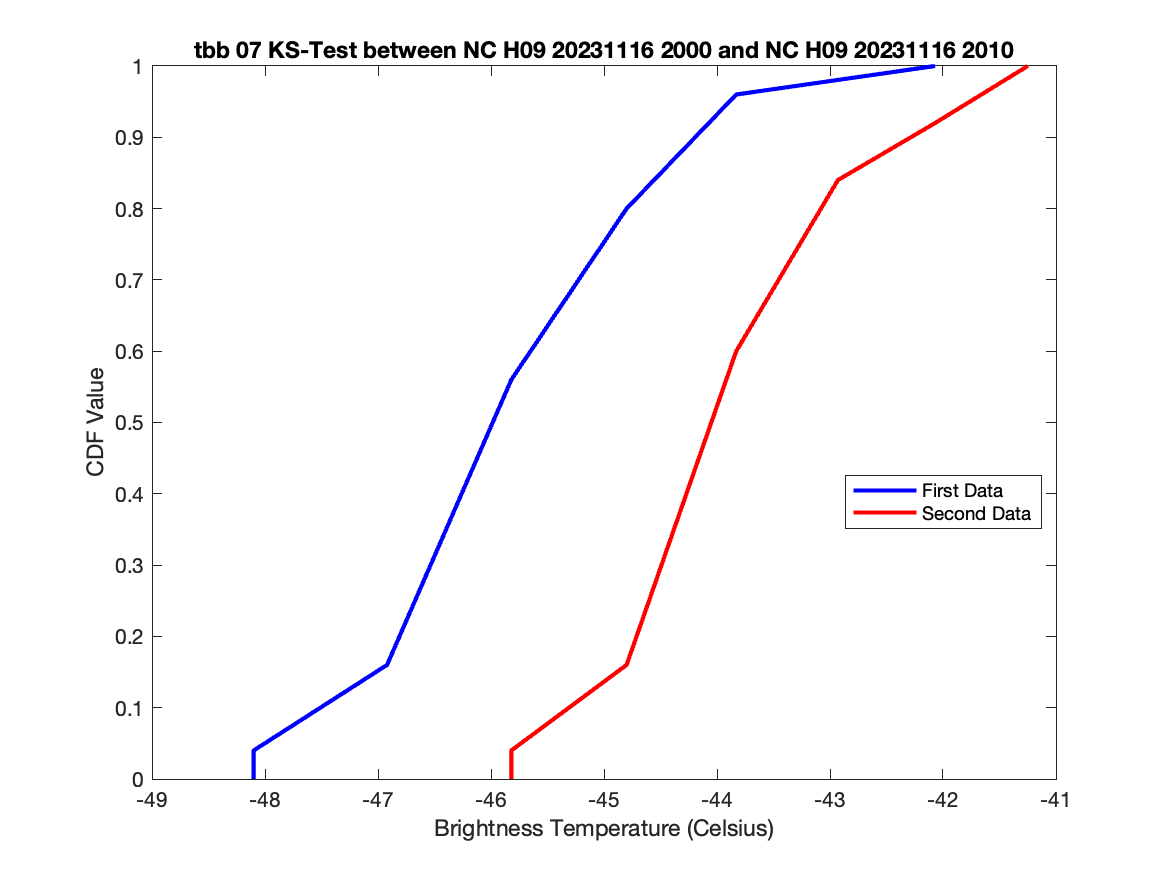 tbb 07 KS-Test between NC H09 20231116 2000 and NC H09 20231116 2010
1
0.9
0.8
0.7
0.6
0.5
0.4
0.3
0.2
0.1
0
CDF Value
First Data
Second Data
-49 -48 -47 -46 -45 -44 -43 -42 -41
Brightness Temperature (Celsius)